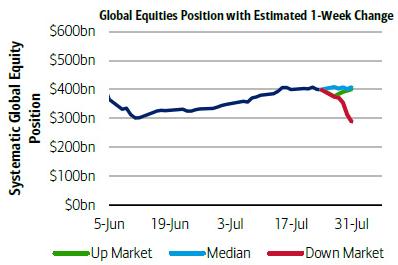 Global Equities Position with Estimated 1-Week Change
Systematic Global Equity
Position
$600bn
$500bn
$400bn
$300bn
$200bn
$100bn
$0bn
5-Jun 19-Jun 3-Jul 17-Jul 31-Jul
Up Market Median Down Market